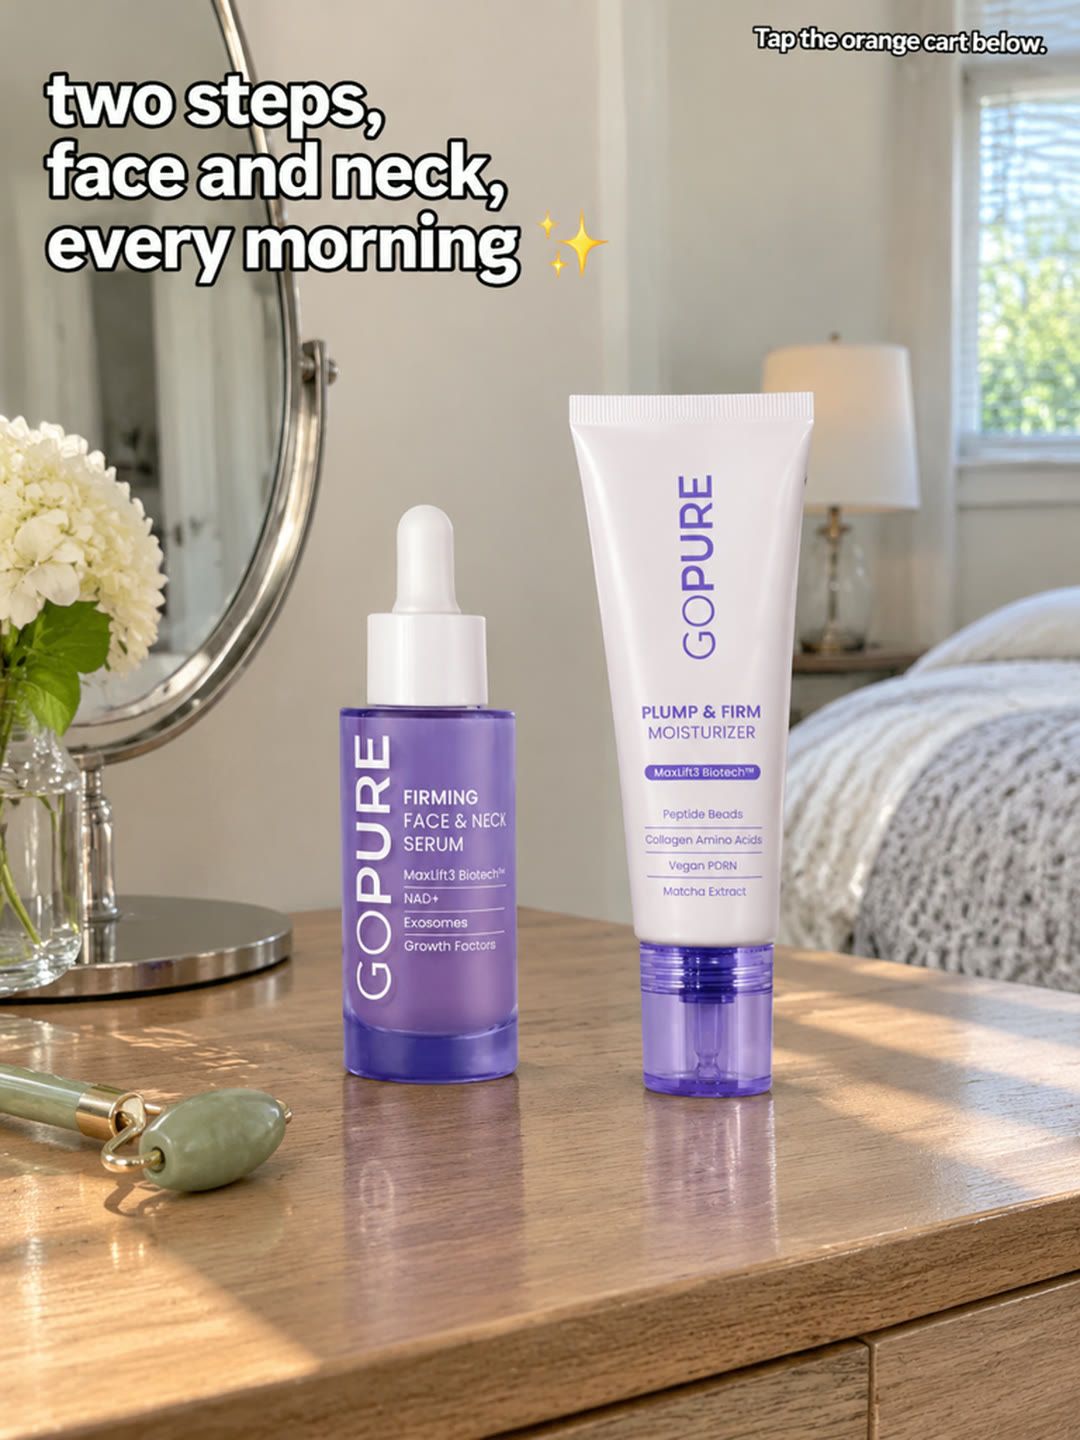 Tap the orange cart below.
two steps,
face and neck,
every morning ✨
GOPURE
FIRMING
FACE & NECK
SERUM
MaxLift3 Biotech™
NAD+
Exosomes
Growth Factors
GOPURE
PLUMP & FIRM
MOISTURIZER
MaxLift3 Biotech™
Peptide Beads
Collagen Amino Acids
Vegan PDRN
Matcha Extract